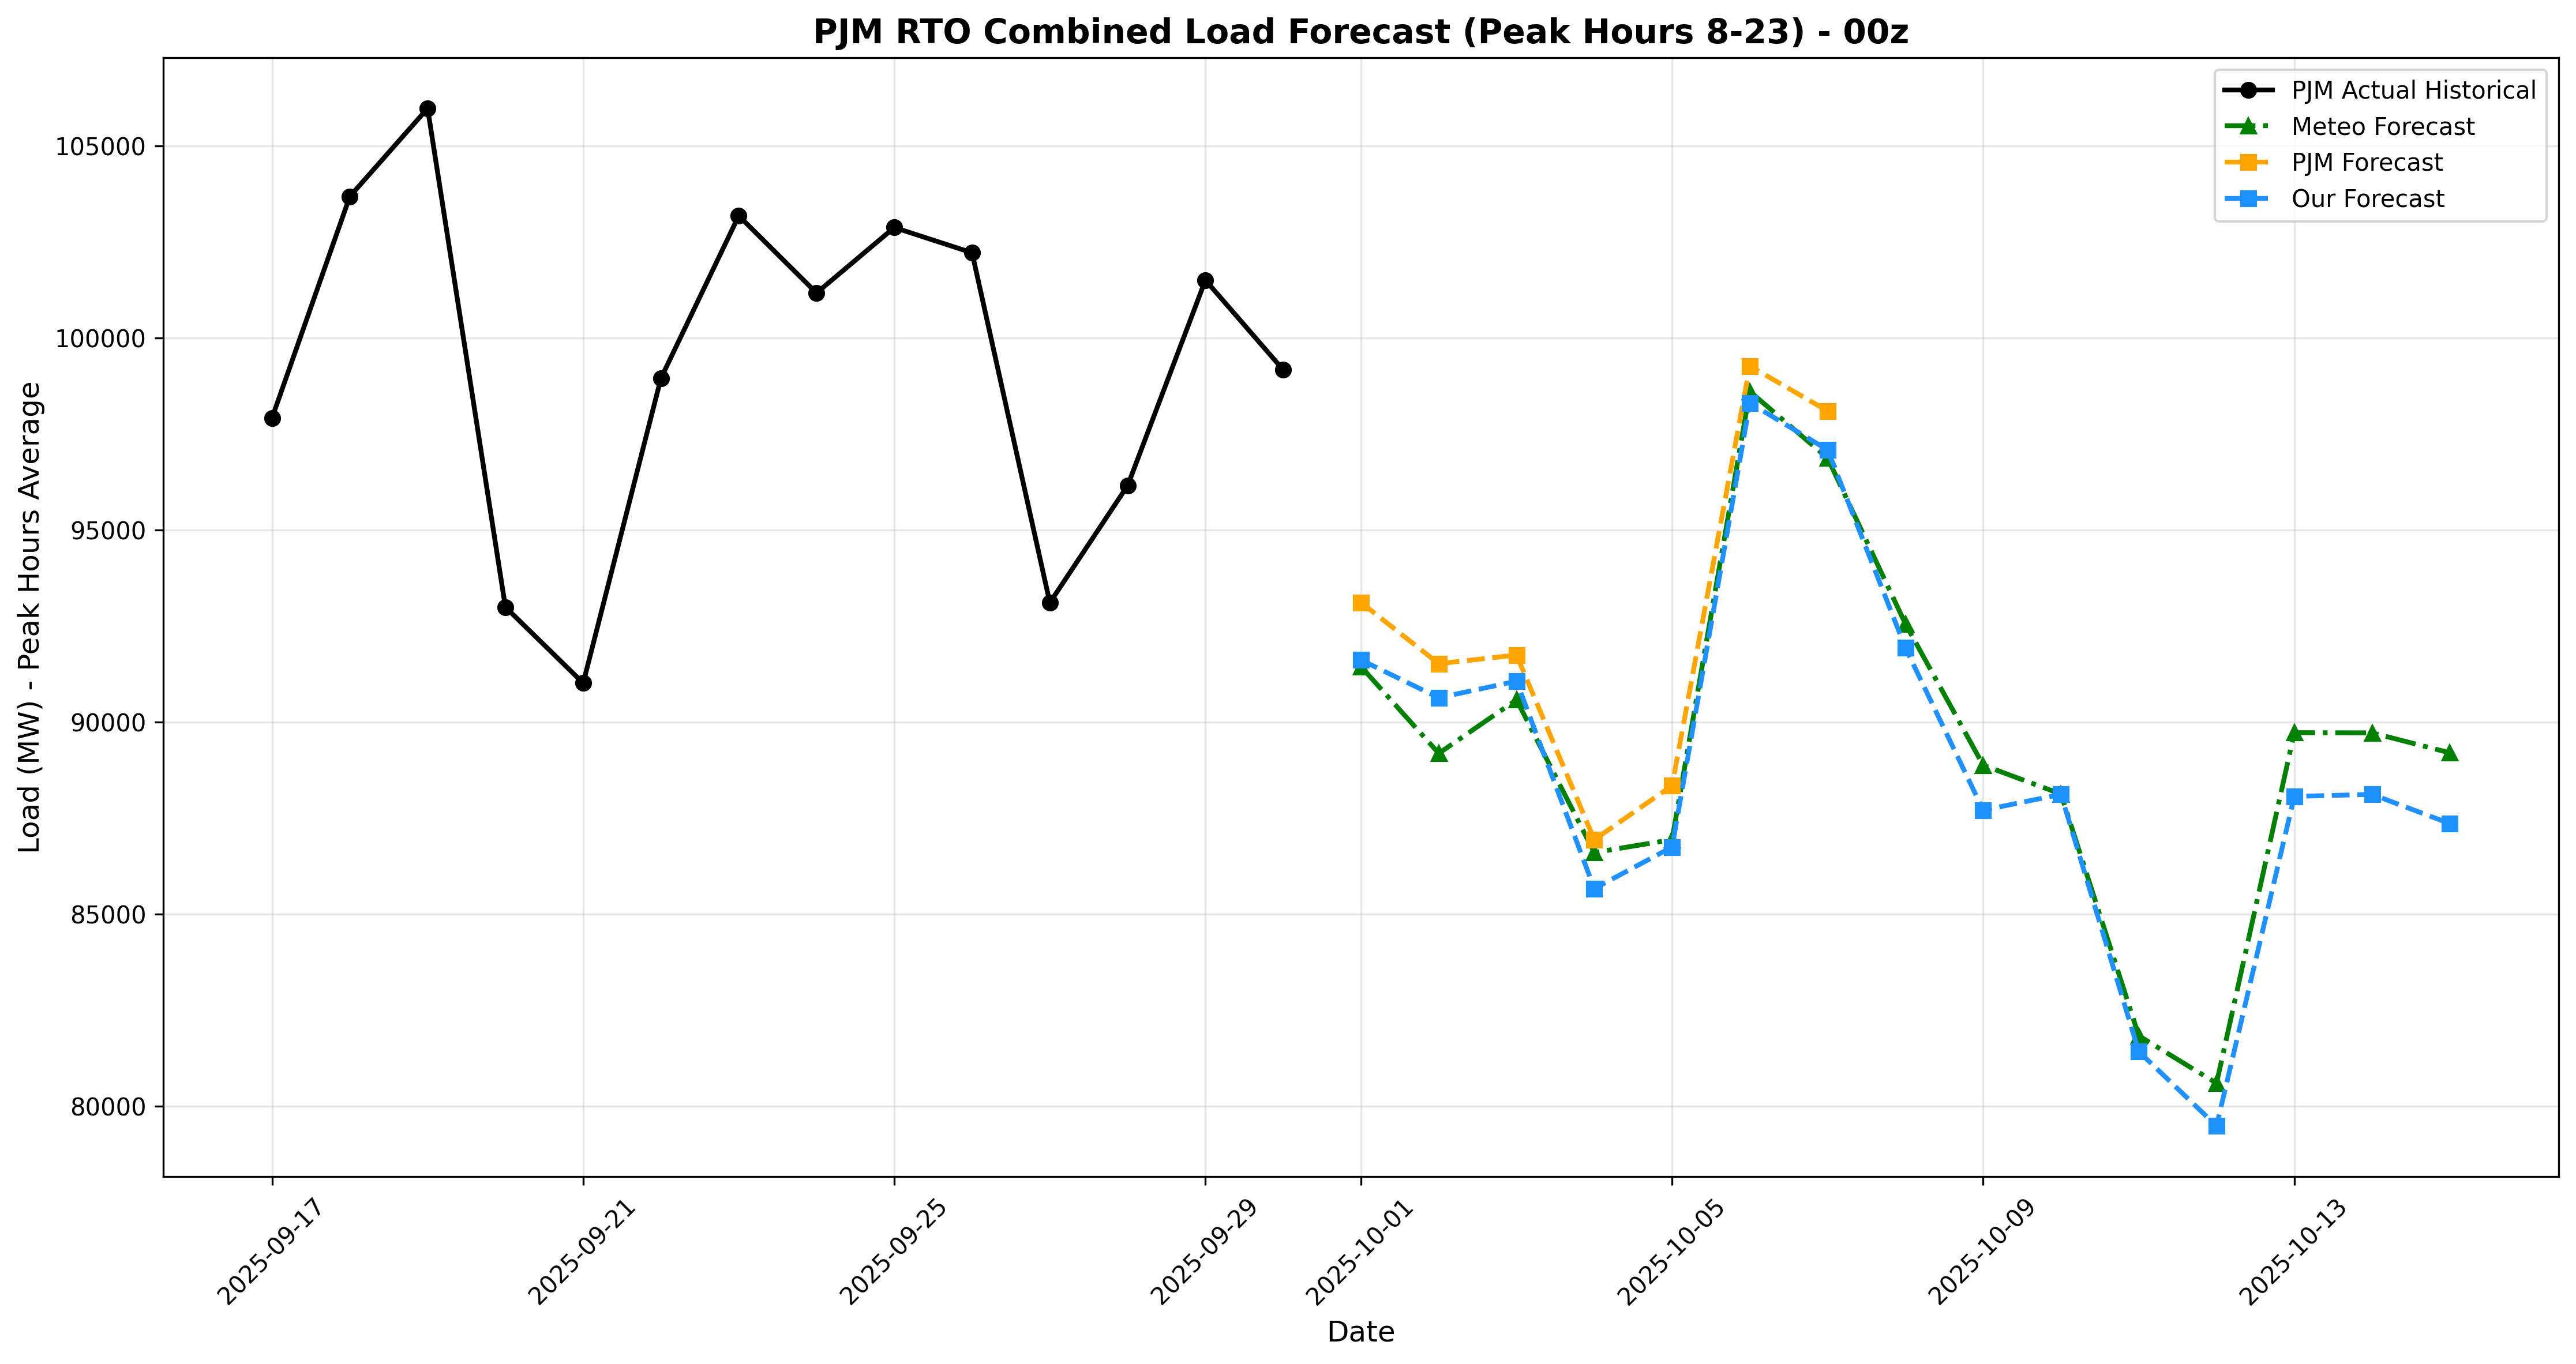 PJM RTO Combined Load Forecast (Peak Hours 8-23) - 00z
PJM Actual Historical
Meteo Forecast
PJM Forecast
Our Forecast
Load (MW) - Peak Hours Average
105000
100000
95000
90000
85000
80000
2025-09-17
2025-09-21
2025-09-25
2025-09-29
2025-10-01
2025-10-05
2025-10-09
2025-10-13
Date